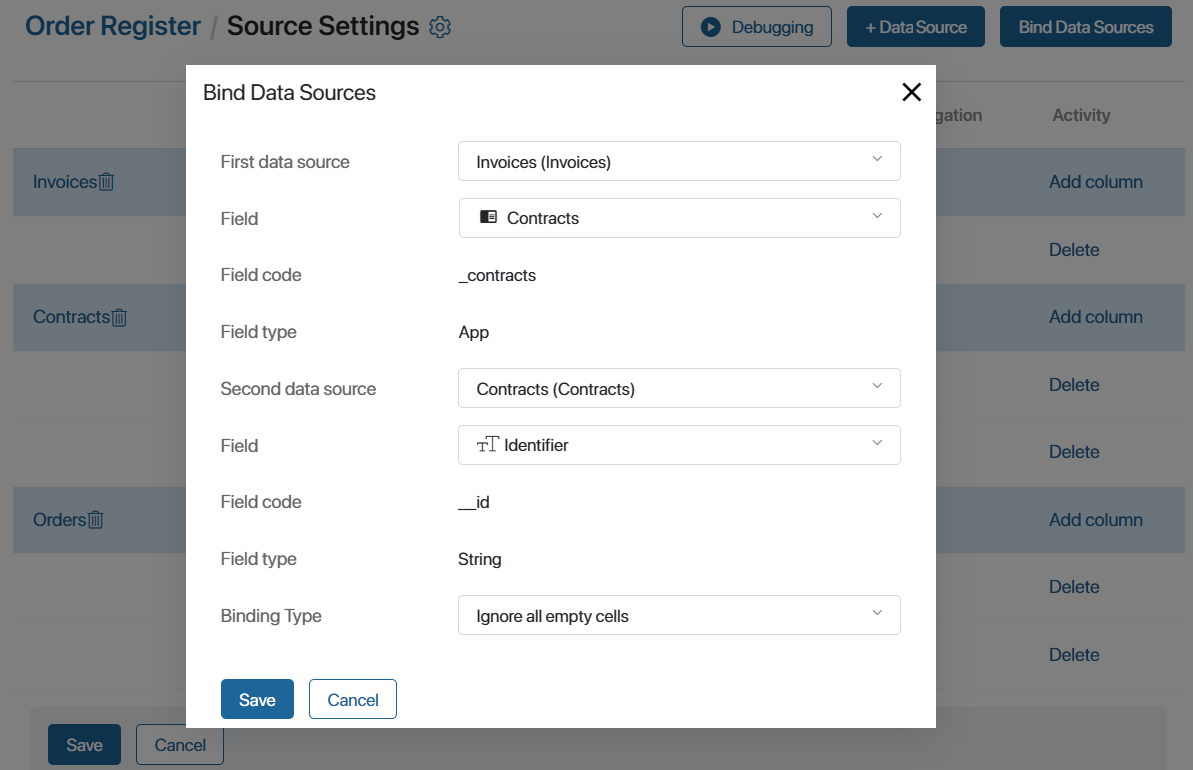 Order Register / Source Settings
Debugging
+ Data Source
Bind Data Sources
Bind Data Sources
gation
Activity
First data source
Invoices (Invoices)
Invoices
Add column
Field
Contracts
Delete
Field code
_contracts
Contracts
Add column
Field type
App
Second data source
Contracts (Contracts)
Delete
Field
Identifier
Delete
Field code
__id
Orders
Add column
Field type
String
Delete
Binding Type
Ignore all empty cells
Delete
Save
Cancel
Save
Cancel